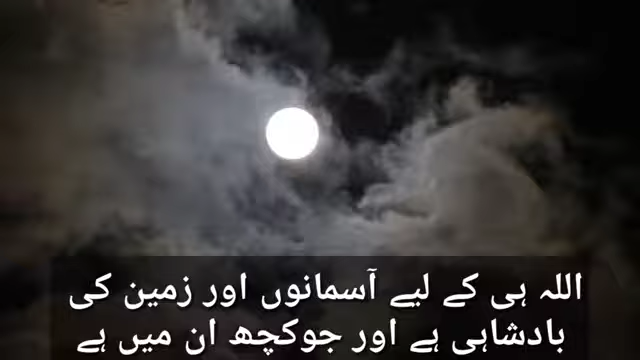 اللہ ہی کے لیے آسمانوں اور زمین کی
بادشاہی ہے اور جوکچھ ان میں ہے